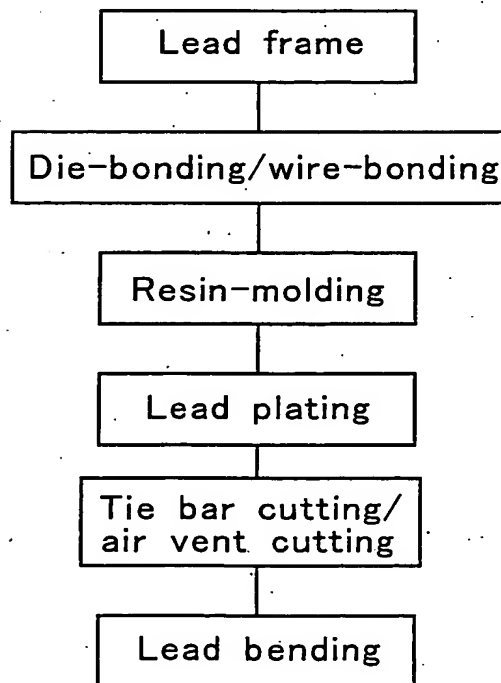 Lead frame
Die-bonding/wire-bonding
Resin-molding
Lead plating
Tie bar cutting/
air vent cutting
Lead bending